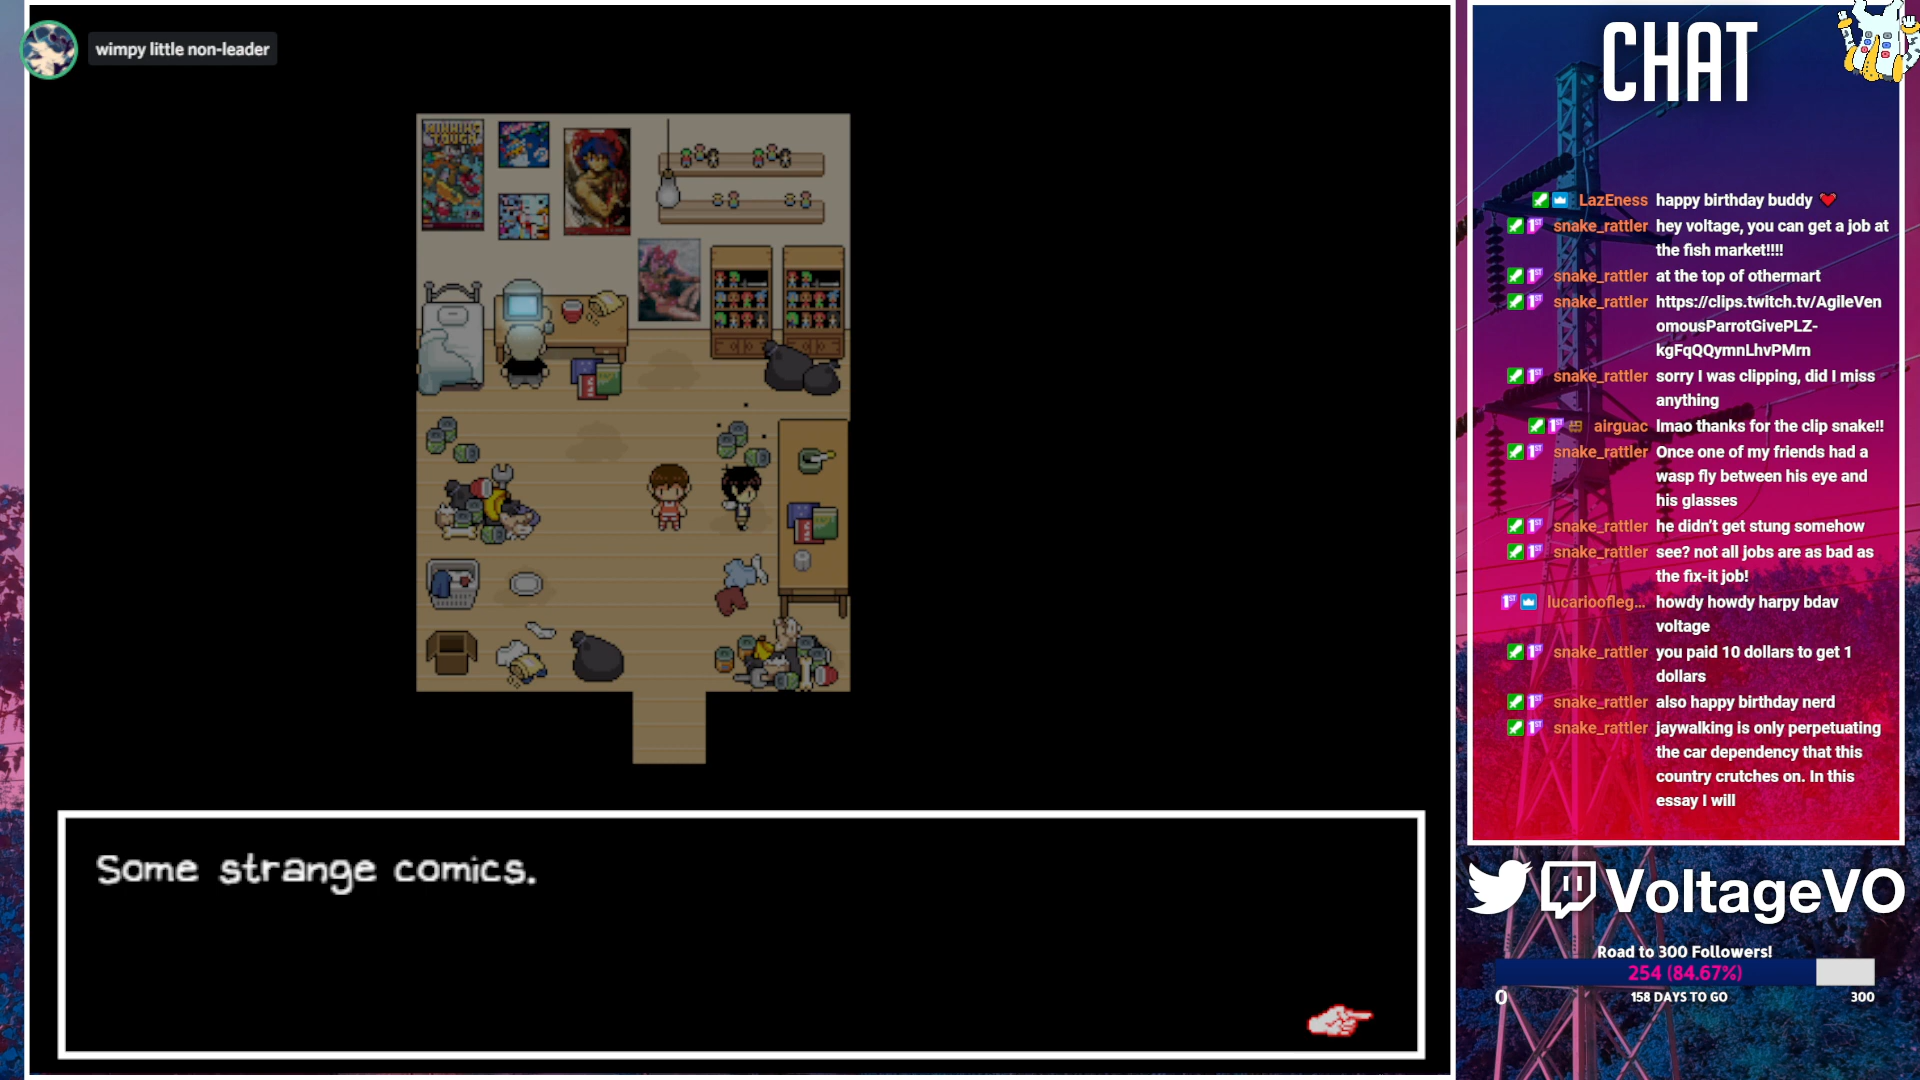 wimpy little non-leader
RUNNING
TOUGH
Some strange comics.
CHAT
LazEness happy birthday buddy
snake_rattler hey voltage, you can get a job at
the fish market!!!!
snake_rattler at the top of othermart
snake_rattler https://clips.twitch.tv/AgileVen
omousParrotGivePLZ-
kgFqQQymnLhvPMrn
snake_rattler sorry I was clipping, did I miss
anything
airguac lmao thanks for the clip snake!!
snake_rattler Once one of my friends had a
wasp fly between his eye and
his glasses
snake_rattler he didn't get stung somehow
snake_rattler see? not all jobs are as bad as
the fix-it job!
lucarioofleg... howdy howdy harpy bdav
voltage
snake_rattler you paid 10 dollars to get 1
dollars
snake_rattler also happy birthday nerd
snake_rattler jaywalking is only perpetuating
the car dependency that this
country crutches on. In this
essay I will
VoltageVO
Road to 300 Followers!
254 (84.67%)
0 158 DAYS TO GO 300